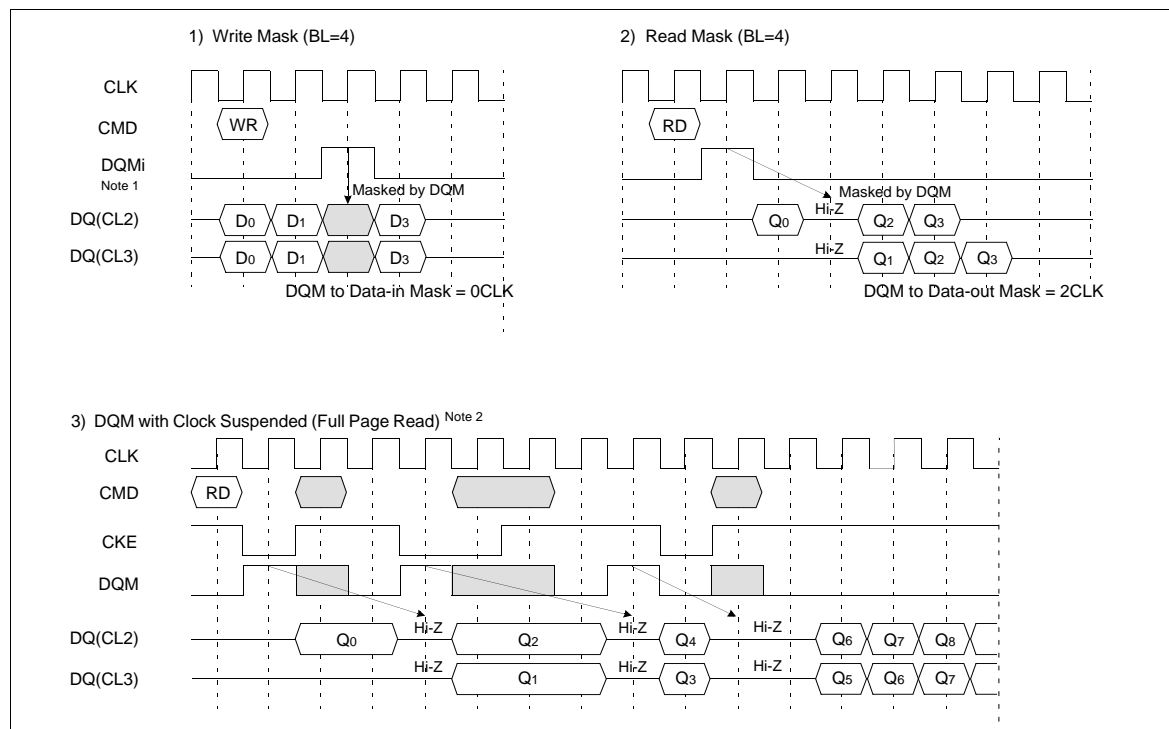 1) Write Mask (BL=4)
2) Read Mask (BL=4)
CLK
CMD WR RD
DQMi
Note 1
Masked by DQM
Masked by DQM
DQ(CL2) D0 D1 D3 Q0 Hi-Z Q2 Q3
DQ(CL3) D0 D1 D3 Hi-Z Q1 Q2 Q3
DQM to Data-in Mask = 0CLK
DQM to Data-out Mask = 2CLK
3) DQM with Clock Suspended (Full Page Read) Note 2
CLK
CMD RD
CKE
DQM
DQ(CL2) Q0 Hi-Z Q2 Hi-Z Q4 Hi-Z Q6 Q7 Q8
DQ(CL3) Hi-Z Q1 Hi-Z Q3 Hi-Z Q5 Q6 Q7